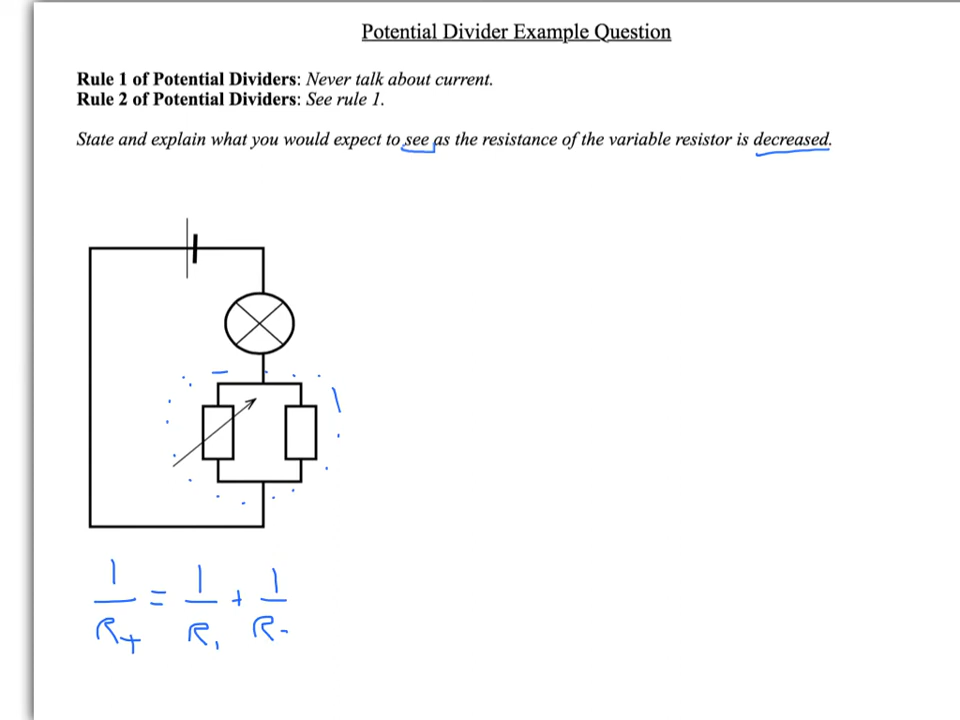 Potential Divider Example Question
Rule 1 of Potential Dividers: Never talk about current.
Rule 2 of Potential Dividers: See rule 1.
State and explain what you would expect to see as the resistance of the variable resistor is decreased.
1/R_T = 1/R_1 + 1/R